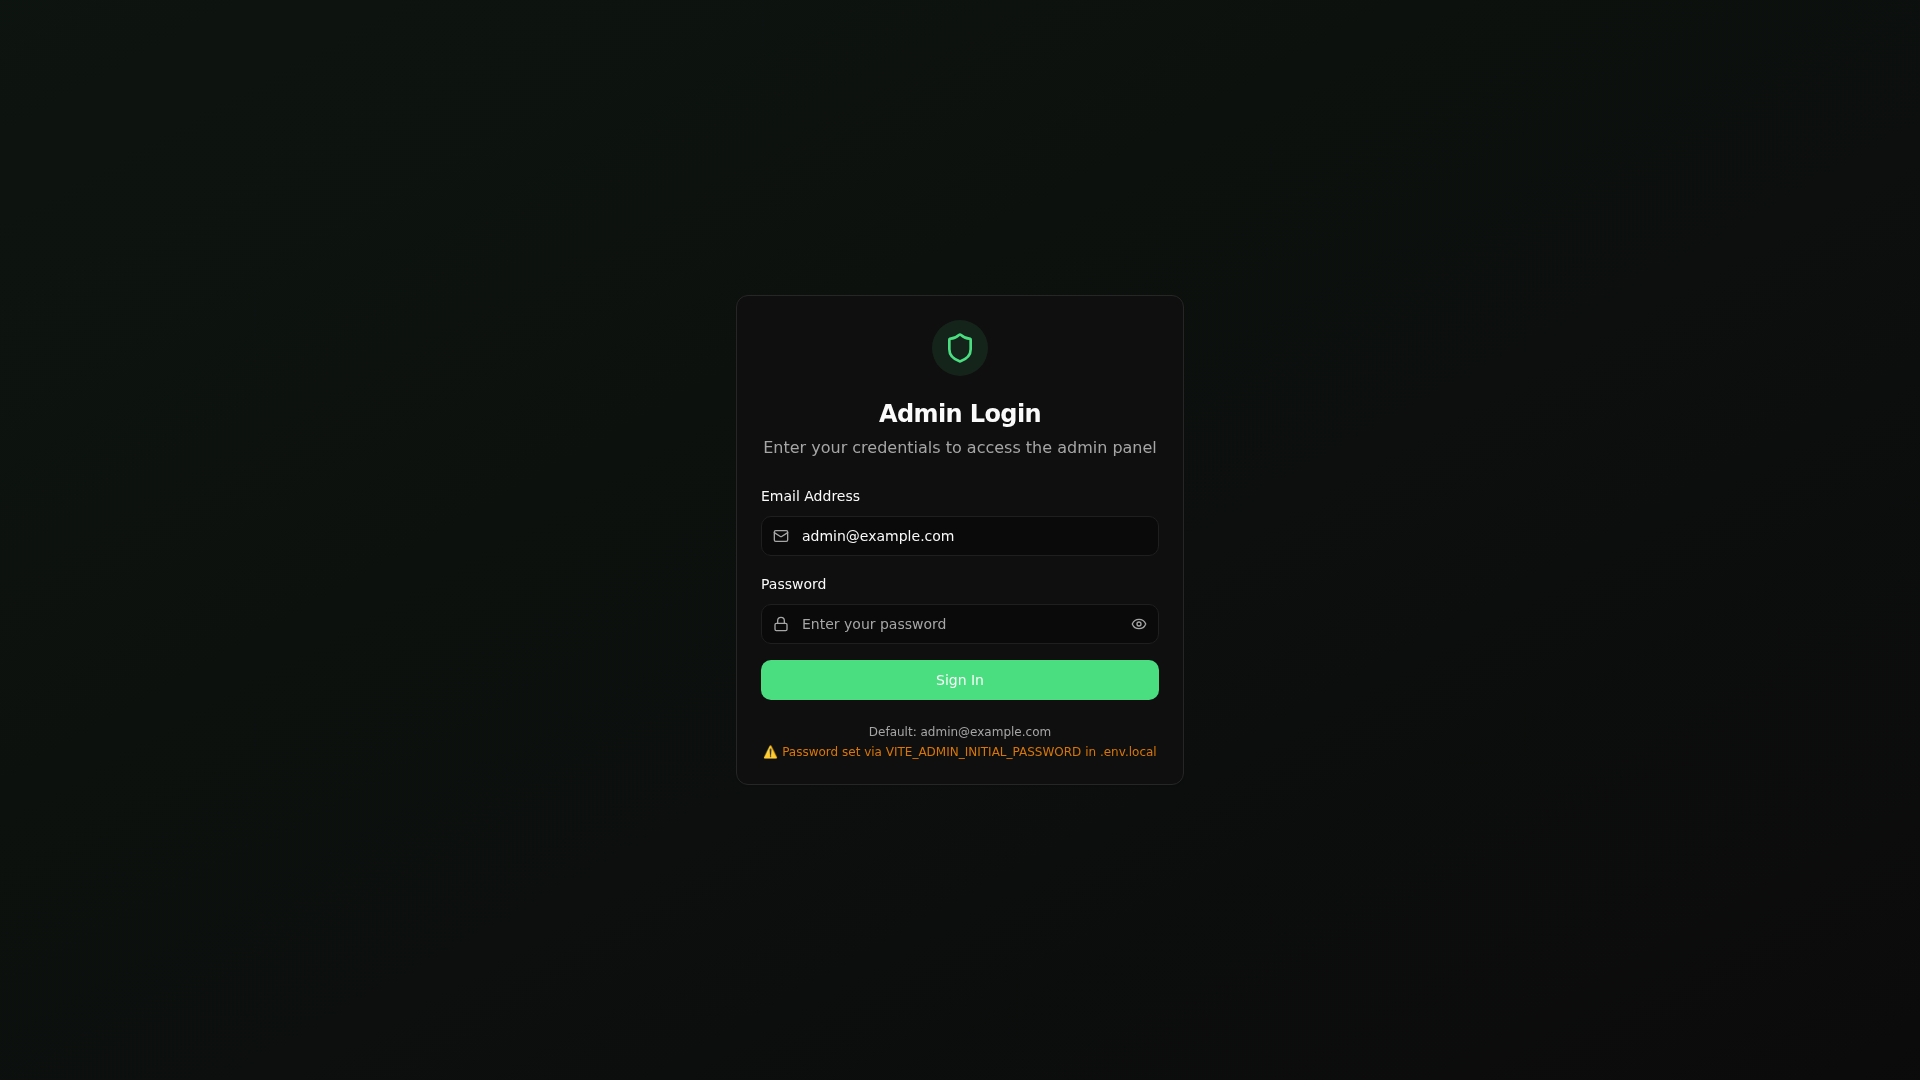 Admin Login
Enter your credentials to access the admin panel
Email Address
admin@example.com
Password
Enter your password
Sign In
Default: admin@example.com
⚠️ Password set via VITE_ADMIN_INITIAL_PASSWORD in .env.local